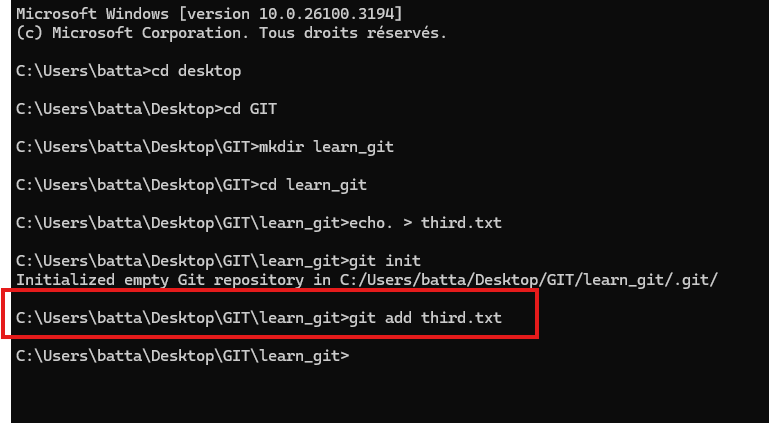 Microsoft Windows [version 10.0.26100.3194]
(c) Microsoft Corporation. Tous droits réservés.
C:\Users\batta>cd desktop
C:\Users\batta\Desktop>cd GIT
C:\Users\batta\Desktop\GIT>mkdir learn_git
C:\Users\batta\Desktop\GIT>cd learn_git
C:\Users\batta\Desktop\GIT\learn_git>echo. > third.txt
C:\Users\batta\Desktop\GIT\learn_git>git init
Initialized empty Git repository in C:/Users/batta/Desktop/GIT/learn_git/.git/
C:\Users\batta\Desktop\GIT\learn_git>git add third.txt
C:\Users\batta\Desktop\GIT\learn_git>